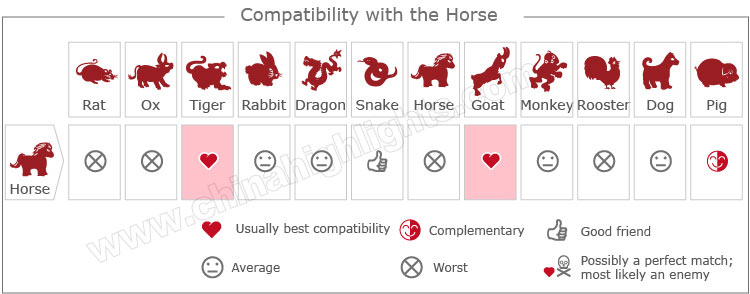 Compatibility with the Horse
Rat Ox Tiger Rabbit Dragon Snake Horse Goat Monkey Rooster Dog Pig
Horse
www.chinahighlights.com
Usually best compatibility Complementary Good friend
Average Worst Possibly a perfect match;
most likely an enemy